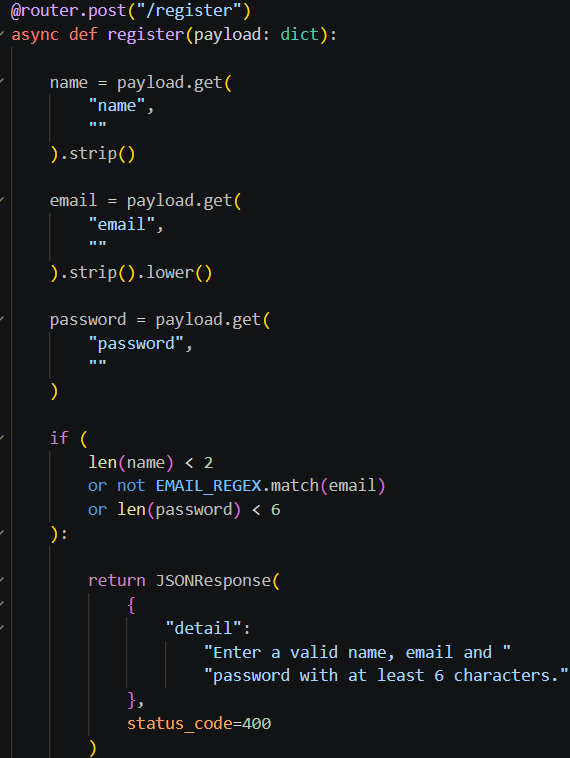 @router.post("/register")
async def register(payload: dict):
    name = payload.get(
        "name",
        ""
    ).strip()
    email = payload.get(
        "email",
        ""
    ).strip().lower()
    password = payload.get(
        "password",
        ""
    )
    if (
        len(name) < 2
        or not EMAIL_REGEX.match(email)
        or len(password) < 6
    ):
        return JSONResponse(
            {
                "detail":
                    "Enter a valid name, email and "
                    "password with at least 6 characters."
            },
            status_code=400
        )